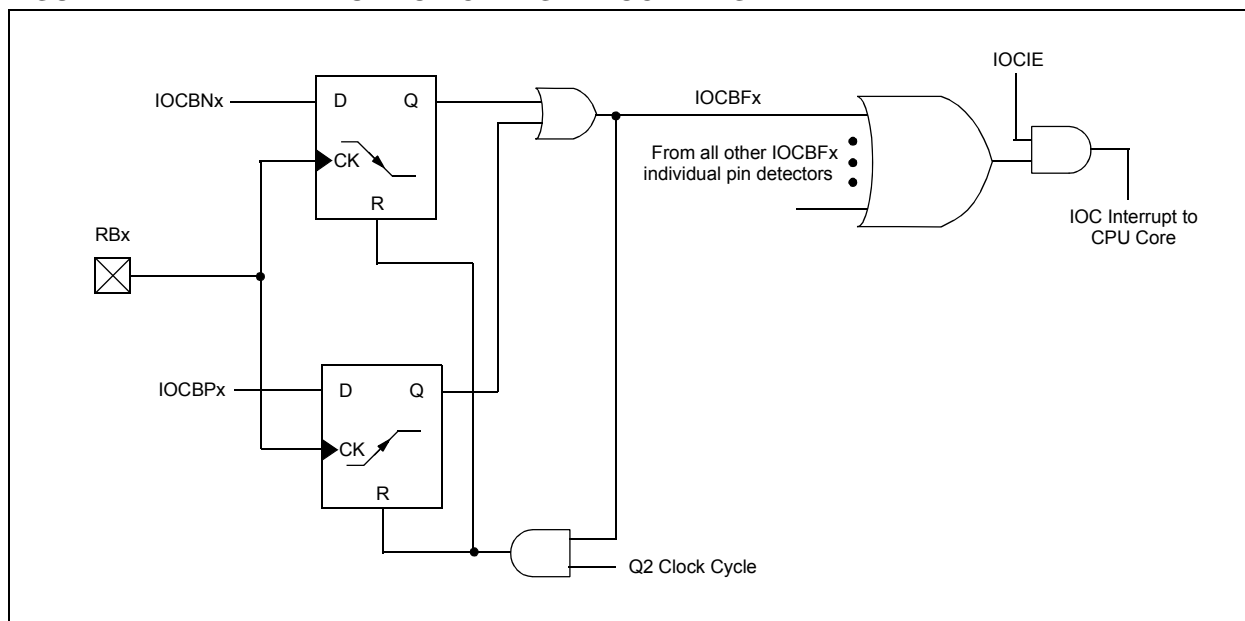 IOCBNx
D
Q
CK
R
RBx
IOCBPx
D
Q
CK
R
IOCBFx
From all other IOCBFx
individual pin detectors
IOCIE
IOC Interrupt to
CPU Core
Q2 Clock Cycle